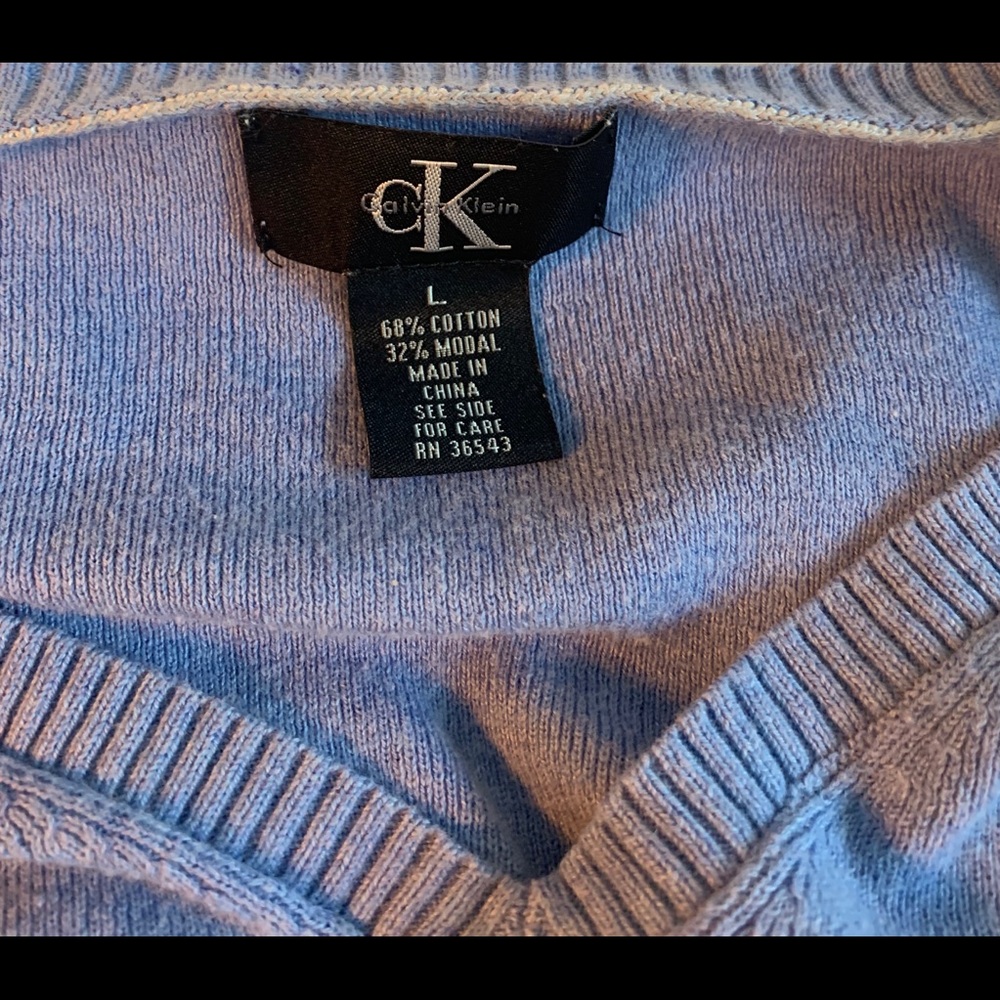 CK
Calvin Klein
L
68% COTTON
32% MODAL
MADE IN
CHINA
SEE SIDE
FOR CARE
RN 36543